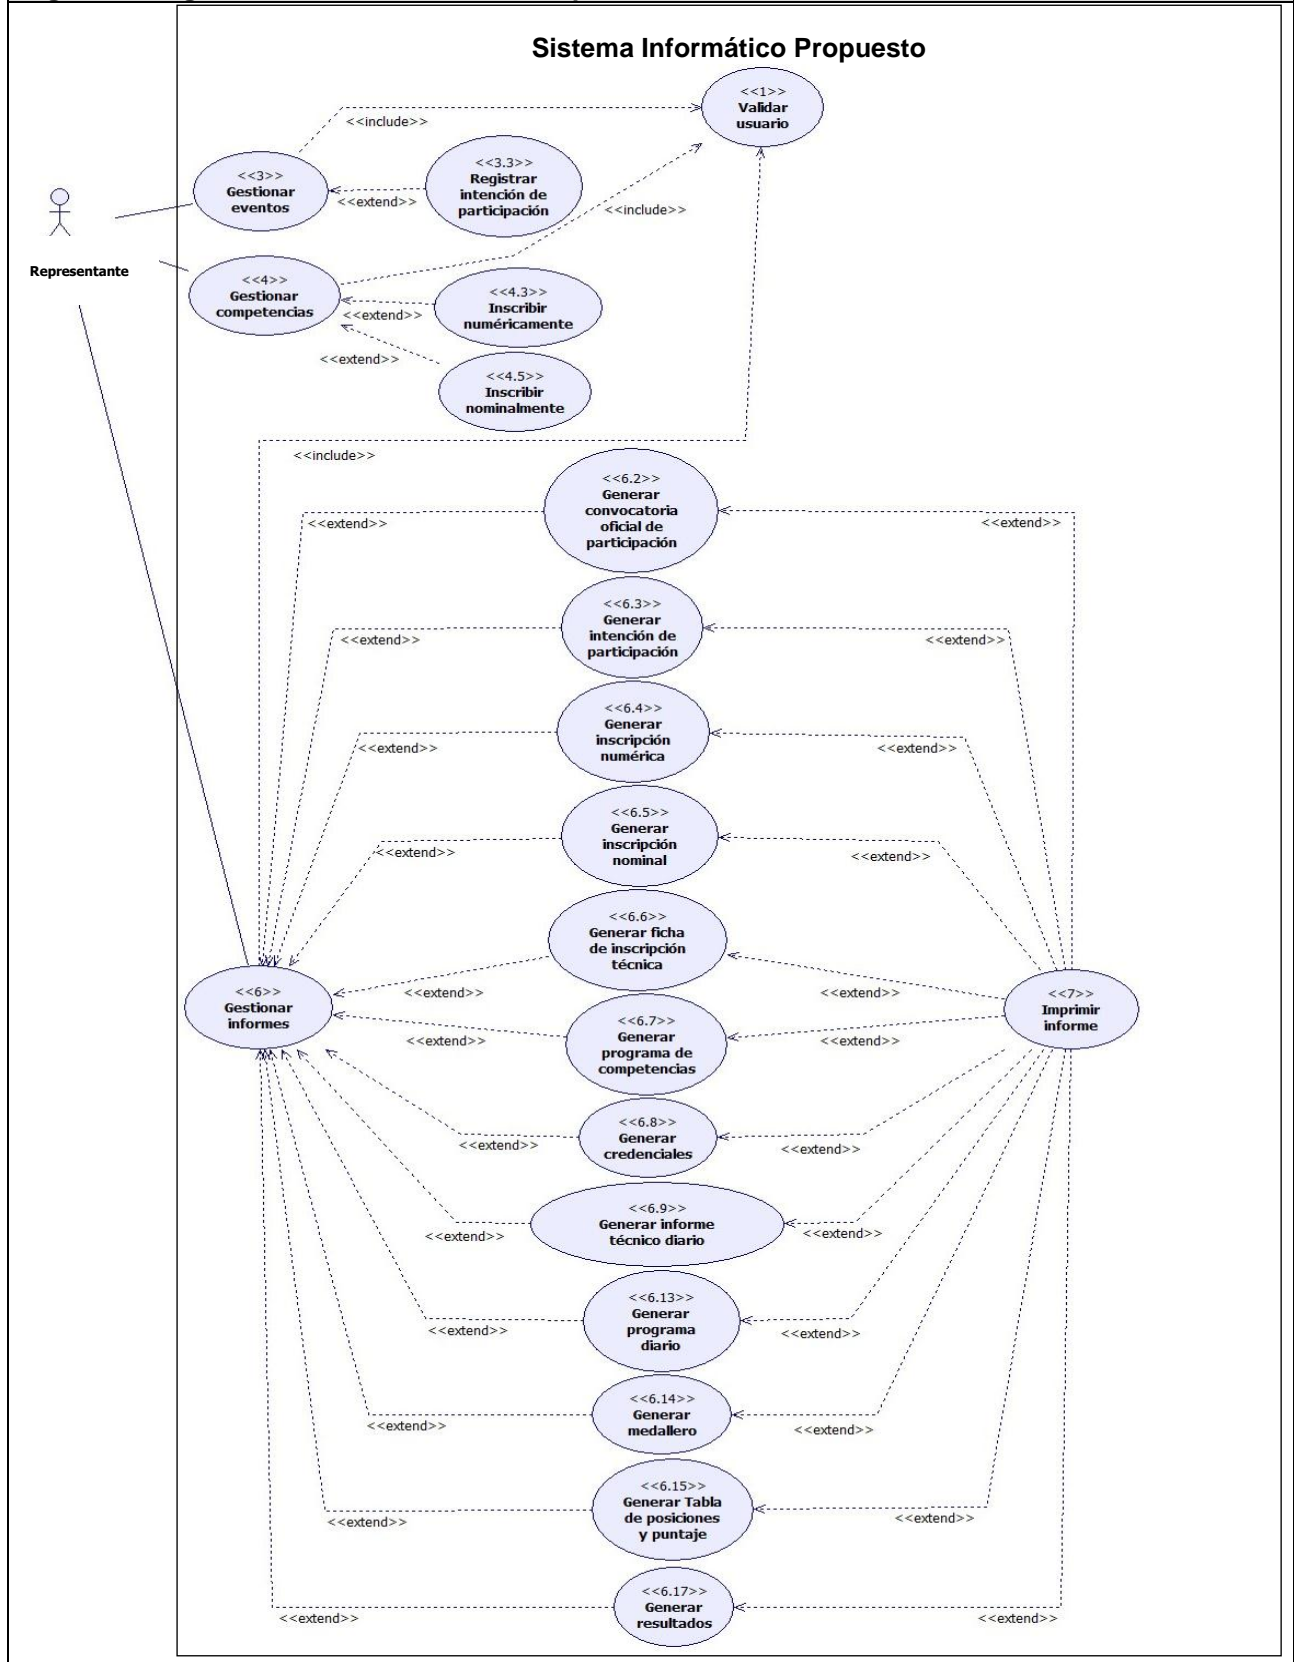 Sistema Informático Propuesto
<<1>>
Validar
usuario
<<include>>
<<3>>
Gestionar
eventos
<<extend>>
<<3.3>>
Registrar
intención de
participación
<<include>>
Representante
<<4>>
Gestionar
competencias
<<extend>>
<<4.3>>
Inscribir
numéricamente
<<extend>>
<<4.5>>
Inscribir
nominalmente
<<include>>
<<6.2>>
Generar
convocatoria
oficial de
participación
<<extend>>
<<extend>>
<<6.3>>
Generar
intención de
participación
<<extend>>
<<extend>>
<<6.4>>
Generar
inscripción
numérica
<<extend>>
<<extend>>
<<6.5>>
Generar
inscripción
nominal
<<extend>>
<<extend>>
<<6.6>>
Generar ficha
de inscripción
técnica
<<extend>>
<<extend>>
<<6>>
Gestionar
informes
<<7>>
Imprimir
informe
<<6.7>>
Generar
programa de
competencias
<<extend>>
<<extend>>
<<6.8>>
Generar
credenciales
<<extend>>
<<extend>>
<<6.9>>
Generar informe
técnico diario
<<extend>>
<<extend>>
<<6.13>>
Generar
programa
diario
<<extend>>
<<extend>>
<<6.14>>
Generar
medallero
<<extend>>
<<extend>>
<<6.15>>
Generar Tabla
de posiciones
y puntaje
<<extend>>
<<extend>>
<<6.17>>
Generar
resultados
<<extend>>
<<extend>>